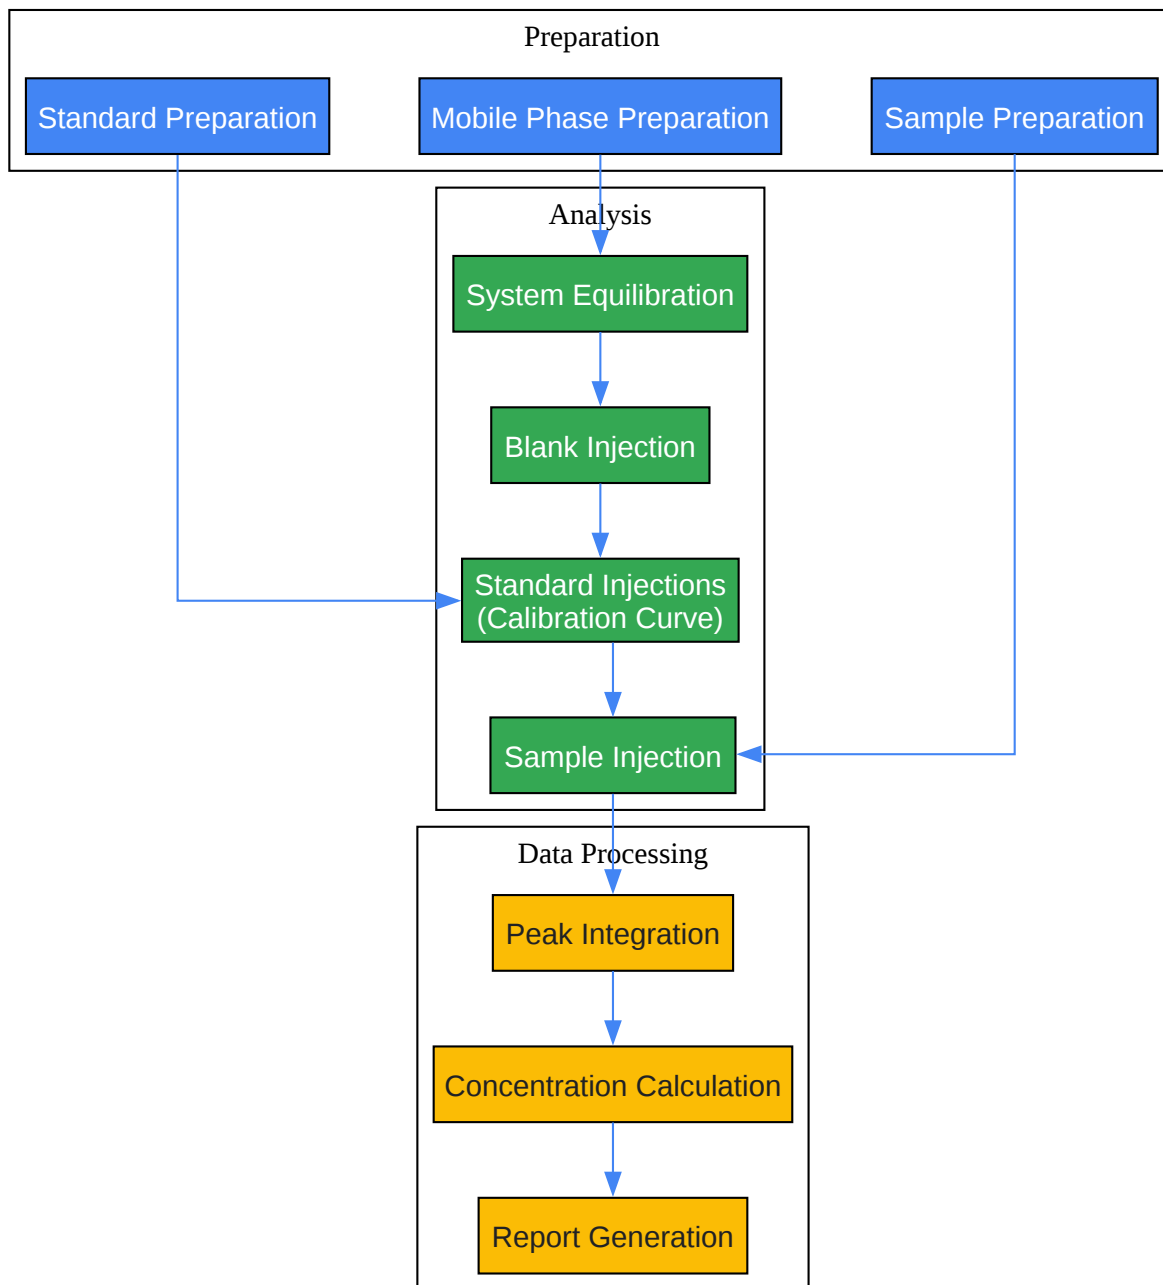 Preparation
Standard Preparation
Mobile Phase Preparation
Sample Preparation
Analysis
System Equilibration
Blank Injection
Standard Injections
(Calibration Curve)
Sample Injection
Data Processing
Peak Integration
Concentration Calculation
Report Generation